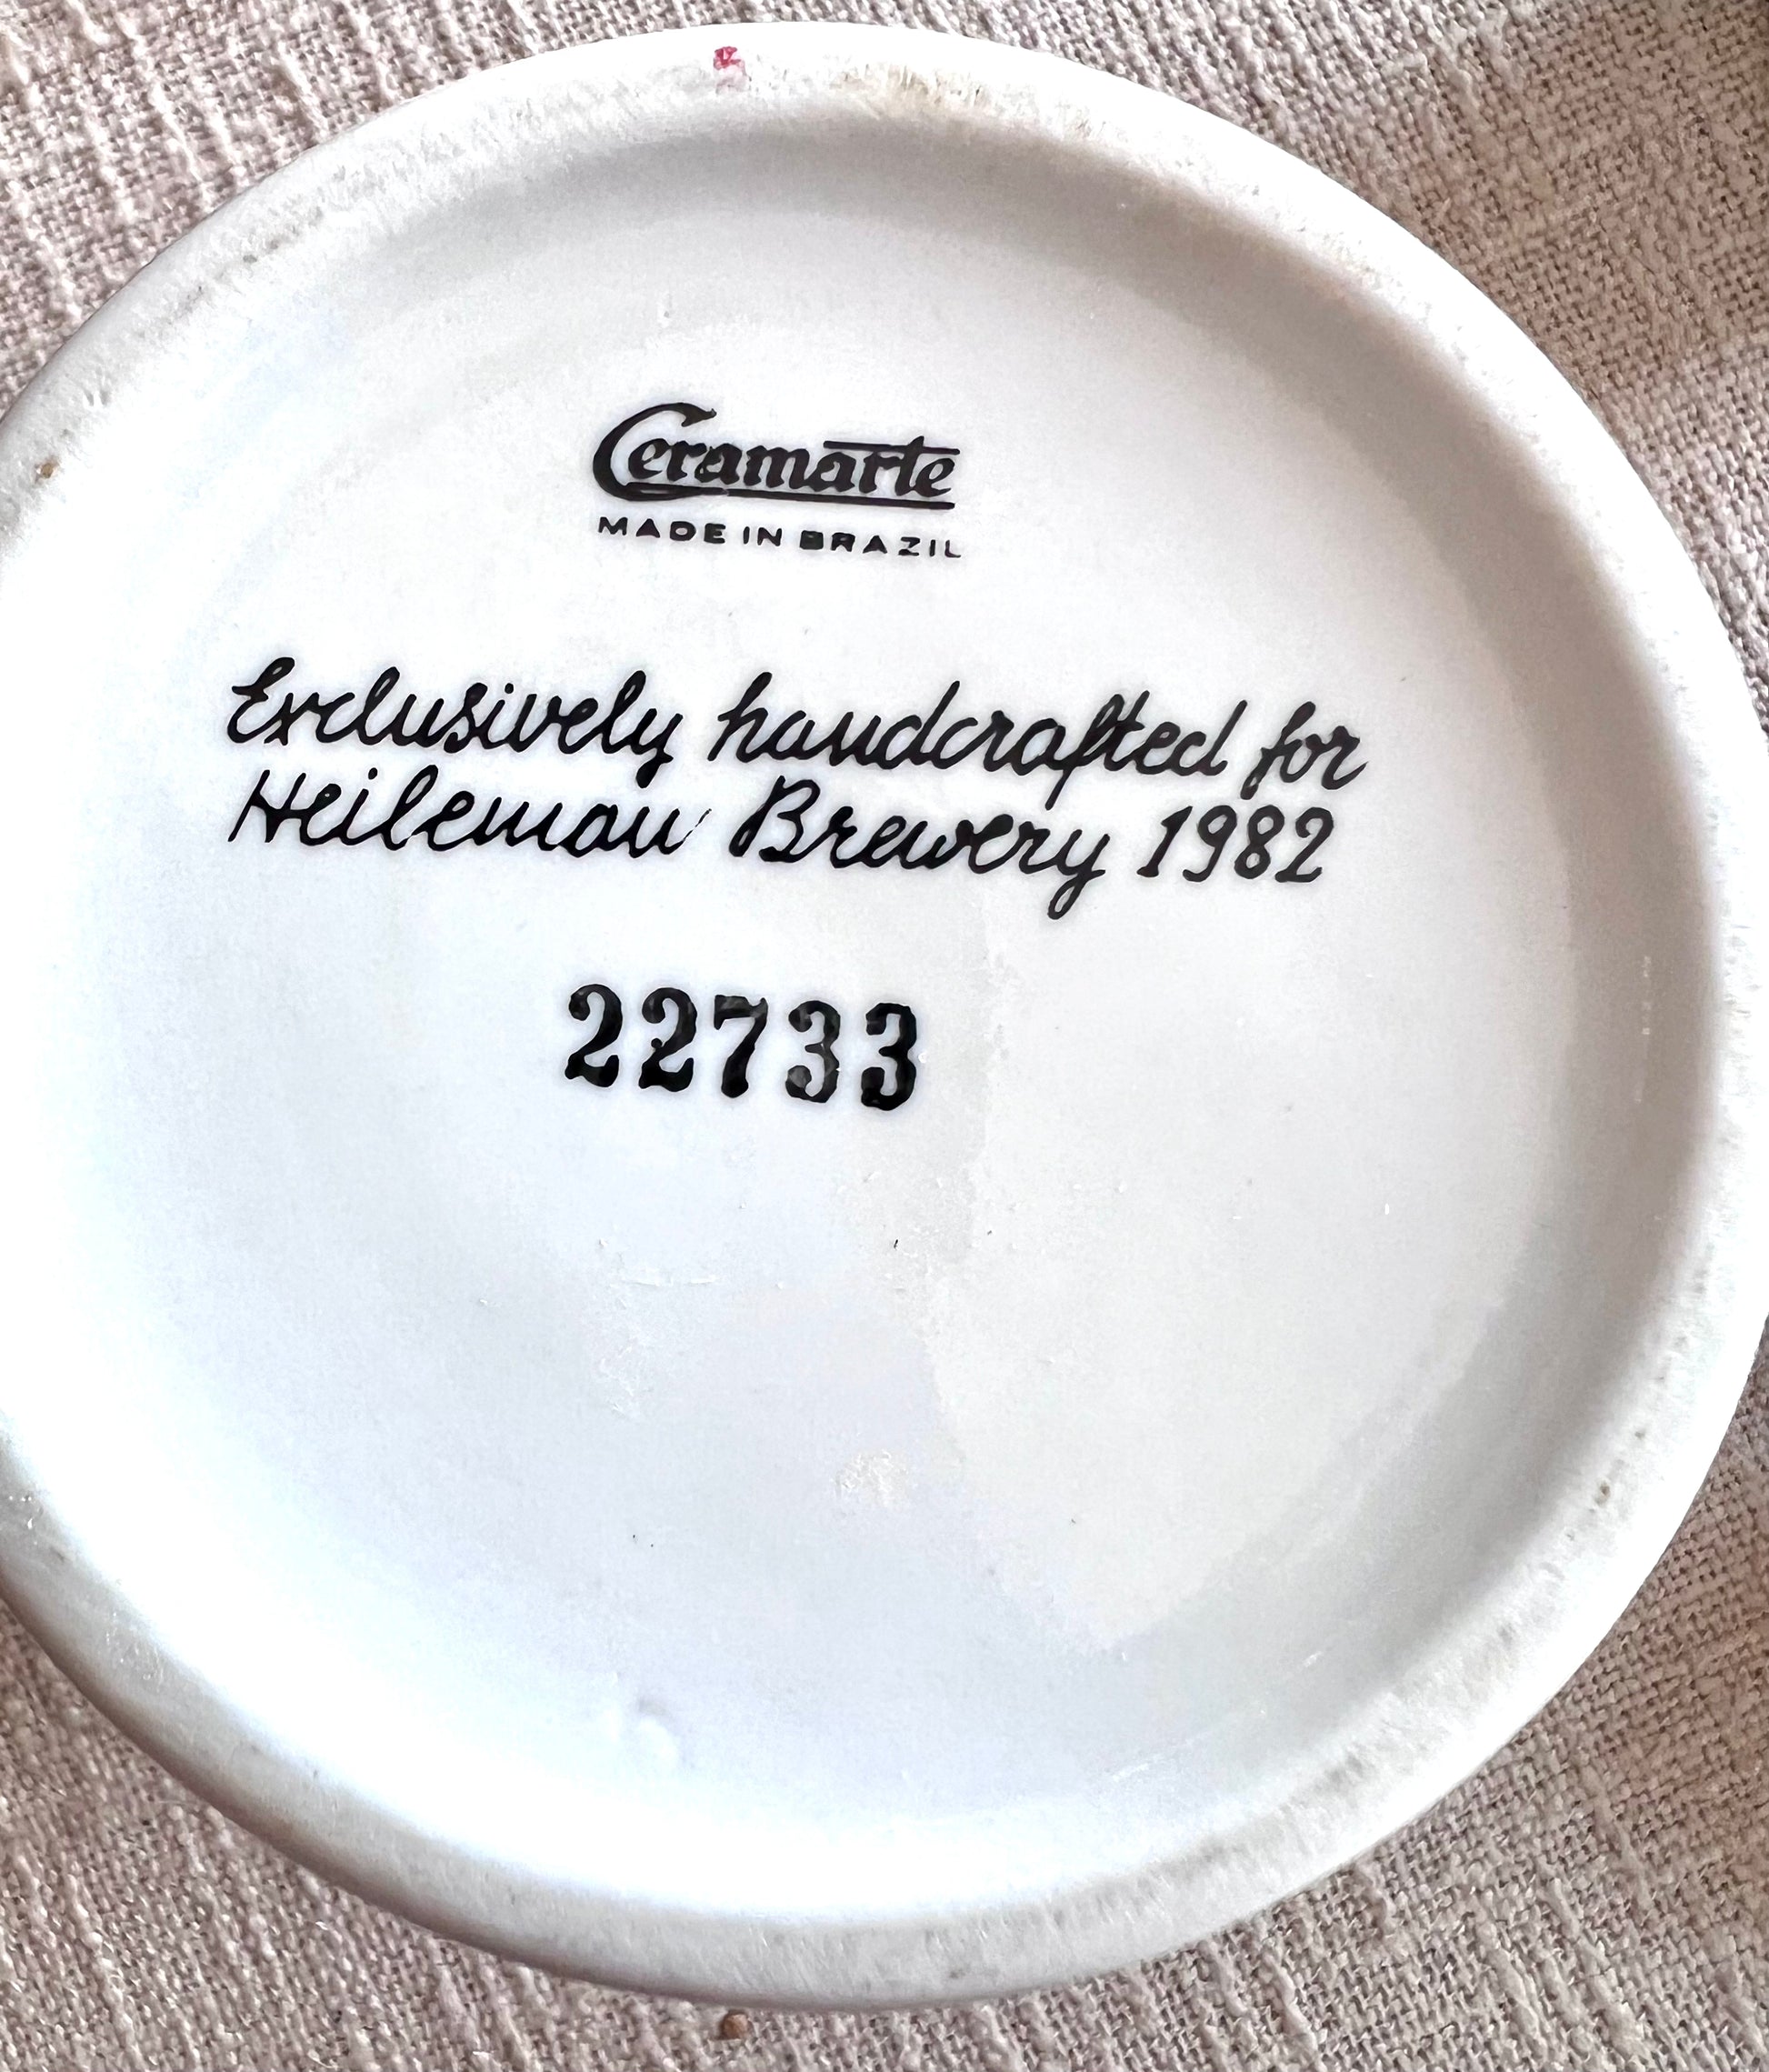 Ceramarte
MADE IN BRAZIL
Exclusively handcrafted for
Heileman Brewery 1982
22733